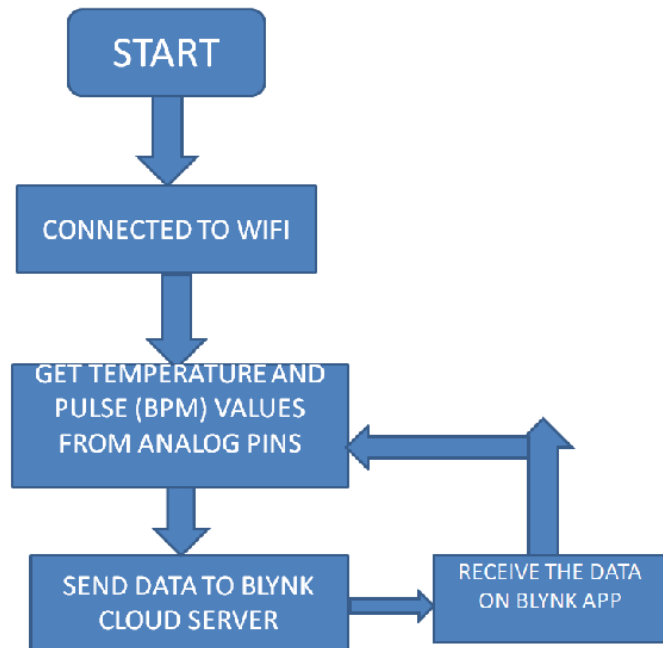 START
CONNECTED TO WIFI
GET TEMPERATURE AND
PULSE (BPM) VALUES
FROM ANALOG PINS
SEND DATA TO BLYNK
CLOUD SERVER
RECEIVE THE DATA
ON BLYNK APP